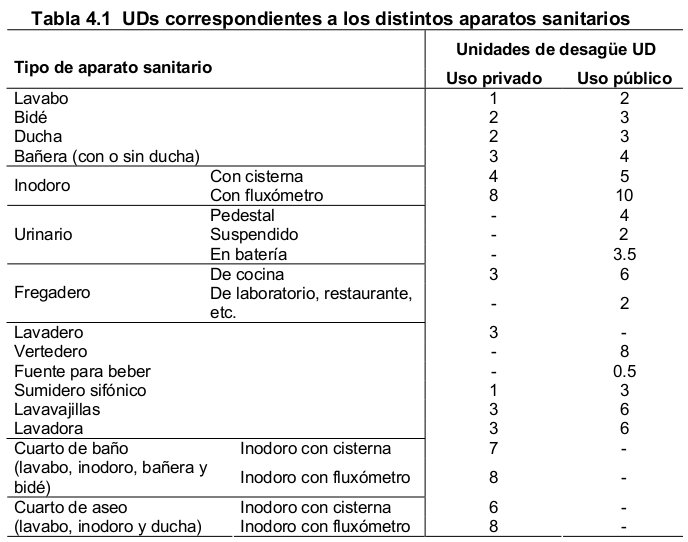 Tabla 4.1 UDs correspondientes a los distintos aparatos sanitarios
Unidades de desagüe UD
Tipo de aparato sanitario
Uso privado Uso público
Lavabo 1 2
Bidé 2 3
Ducha 2 3
Bañera (con o sin ducha) 3 4
Inodoro
Con cisterna 4 5
Con fluxómetro 8 10
Urinario
Pedestal - 4
Suspendido - 2
En batería - 3.5
Fregadero
De cocina 3 6
De laboratorio, restaurante,
etc. - 2
Lavadero 3 -
Vertedero - 8
Fuente para beber - 0.5
Sumidero sifónico 1 3
Lavavajillas 3 6
Lavadora 3 6
Cuarto de baño Inodoro con cisterna 7 -
(lavabo, inodoro, bañera y
bidé) Inodoro con fluxómetro 8 -
Cuarto de aseo Inodoro con cisterna 6 -
(lavabo, inodoro y ducha) Inodoro con fluxómetro 8 -